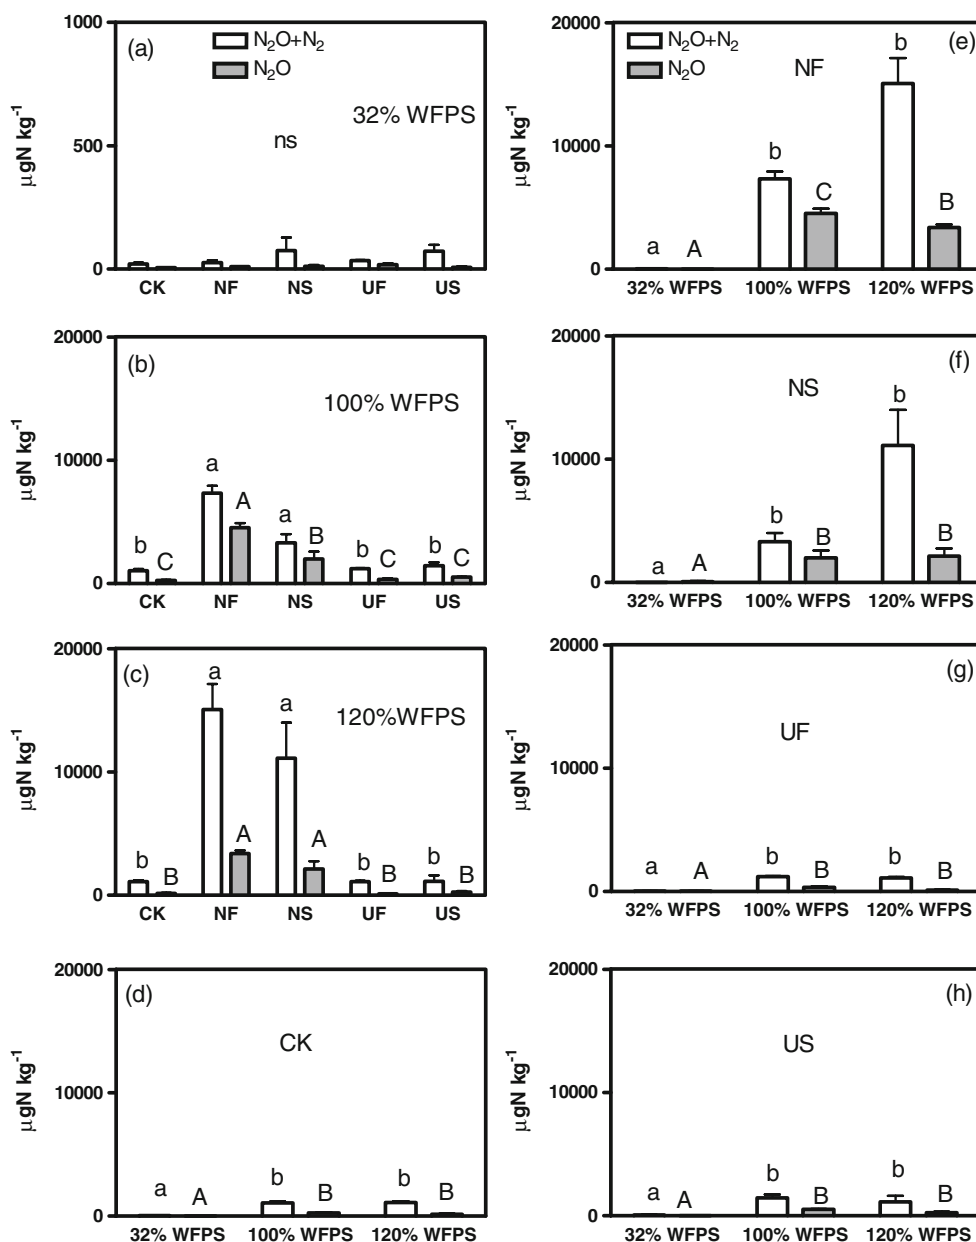 (a)
N₂O+N₂
N₂O
32% WFPS
ns
1000
500
0
µgN kg⁻¹
CK NF NS UF US
(e)
N₂O+N₂
N₂O
NF
20000
10000
0
µgN kg⁻¹
a A b C b B
32% WFPS 100% WFPS 120% WFPS
(b)
100% WFPS
20000
10000
0
µgN kg⁻¹
b C a A a B b C b C
CK NF NS UF US
(f)
NS
20000
10000
0
µgN kg⁻¹
a A b B b B
32% WFPS 100% WFPS 120% WFPS
(c)
120%WFPS
20000
10000
0
µgN kg⁻¹
b B a A a A b B b B
CK NF NS UF US
(g)
UF
20000
10000
0
µgN kg⁻¹
a A b B b B
32% WFPS 100% WFPS 120% WFPS
(d)
CK
20000
10000
0
µgN kg⁻¹
a A b B b B
32% WFPS 100% WFPS 120% WFPS
(h)
US
20000
10000
0
µgN kg⁻¹
a A b B b B
32% WFPS 100% WFPS 120% WFPS